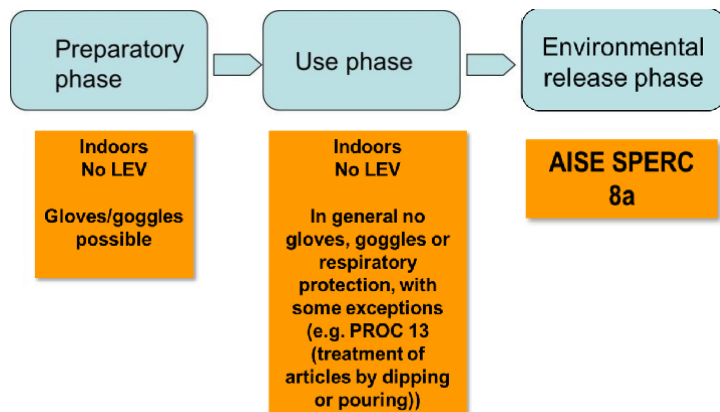 Preparatory
phase
Use phase
Environmental
release phase
Indoors
No LEV
Gloves/goggles
possible
Indoors
No LEV
In general no
gloves, goggles or
respiratory
protection, with
some exceptions
(e.g. PROC 13
(treatment of
articles by dipping
or pouring))
AISE SPERC
8a